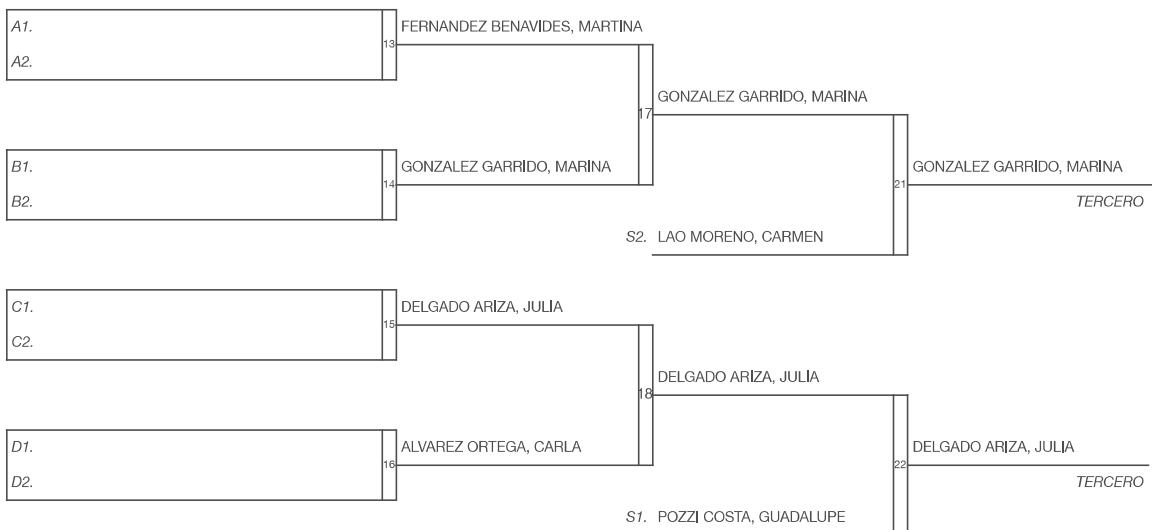 A1.
A2.
13
FERNANDEZ BENAVIDES, MARTINA
B1.
B2.
14
GONZALEZ GARRIDO, MARINA
17
GONZALEZ GARRIDO, MARINA
S2. LAO MORENO, CARMEN
21
GONZALEZ GARRIDO, MARINA
TERCERO
C1.
C2.
15
DELGADO ARIZA, JULIA
D1.
D2.
16
ALVAREZ ORTEGA, CARLA
18
DELGADO ARIZA, JULIA
S1. POZZI COSTA, GUADALUPE
22
DELGADO ARIZA, JULIA
TERCERO